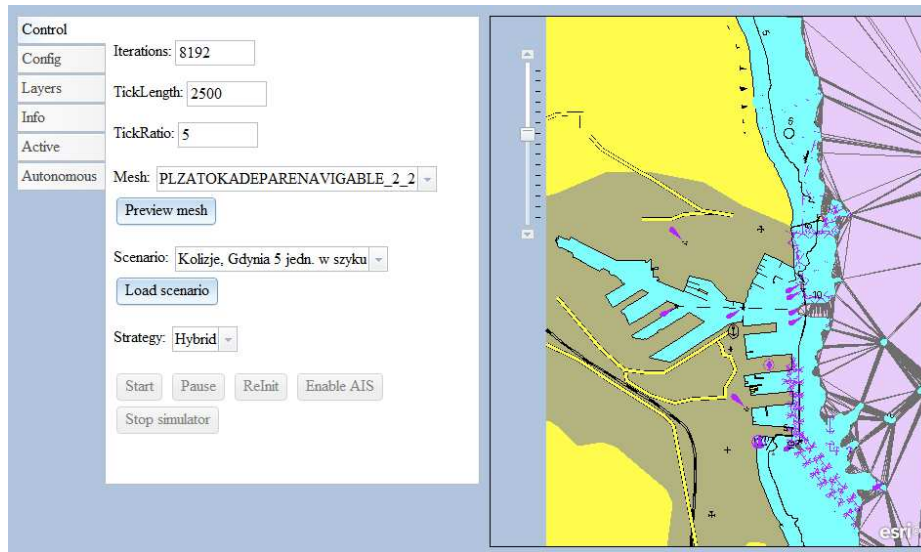 Control
Config
Layers
Info
Active
Autonomous
Iterations: 8192
TickLength: 2500
TickRatio: 5
Mesh: PLZATOKADEPARENAVIGABLE_2_2
Preview mesh
Scenario: Kolizje, Gdynia 5 jedn. w szyku
Load scenario
Strategy: Hybrid
Start Pause ReInit Enable AIS
Stop simulator
10
esri